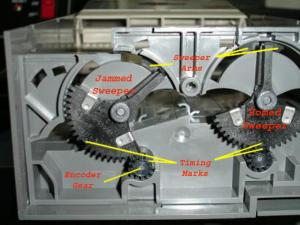 Sweeper
Arms
Jammed
Sweeper
Homed
Sweeper
Encoder
Gear
Timing
Marks